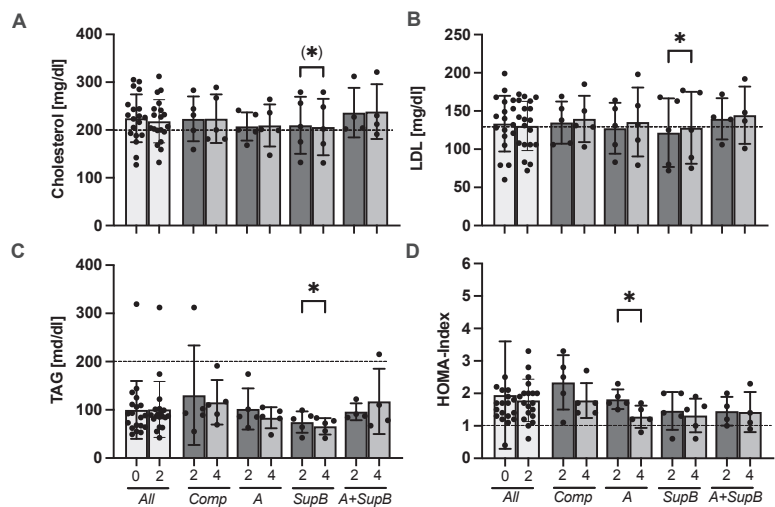 A
Cholesterol [mg/dl]
400
300
200
100
0
(*)
B
LDL [mg/dl]
250
200
150
100
50
0
*
C
TAG [md/dl]
400
300
200
100
0
*
0 2 2 4 2 4 2 4 2 4
All Comp A SupB A+SupB
D
HOMA-Index
6
5
4
3
2
1
0
*
0 2 2 4 2 4 2 4 2 4
All Comp A SupB A+SupB